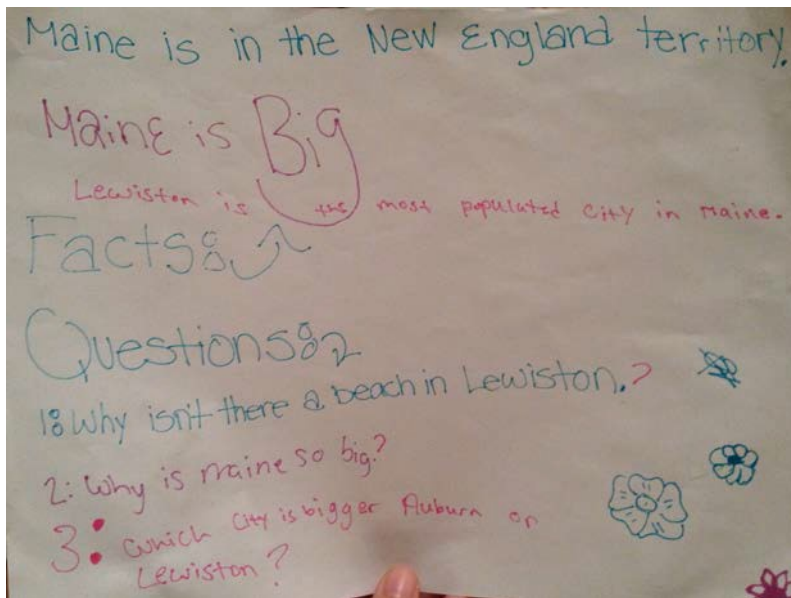 Maine is in the New England territory.
Maine is Big
Lewiston is the most populated city in Maine.
Facts:
Questions:
1: Why isn't there a beach in Lewiston.?
2: Why is maine so big?
3: which city is bigger Auburn or
Lewiston?